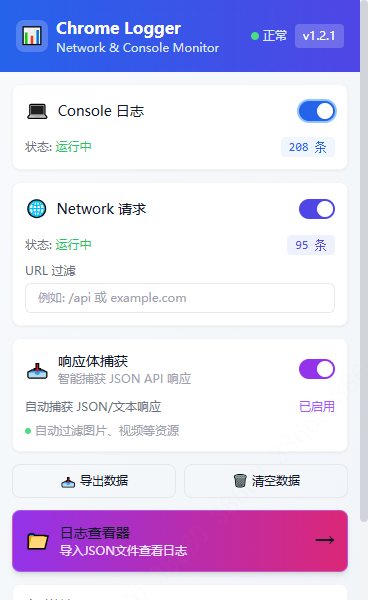 Chrome Logger
Network & Console Monitor
正常
v1.2.1
Console 日志
状态: 运行中
208 条
Network 请求
状态: 运行中
95 条
URL 过滤
例如: /api 或 example.com
响应体捕获
智能捕获 JSON API 响应
自动捕获 JSON/文本响应
已启用
自动过滤图片、视频等资源
导出数据
清空数据
日志查看器
导入JSON文件查看日志